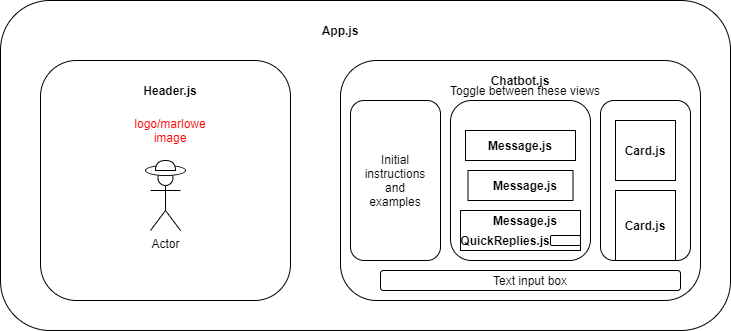 App.js
Header.js
logo/marlowe
image
Actor
Chatbot.js
Toggle between these views
Initial
instructions
and
examples
Message.js
Message.js
Message.js
QuickReplies.js
Card.js
Card.js
Text input box